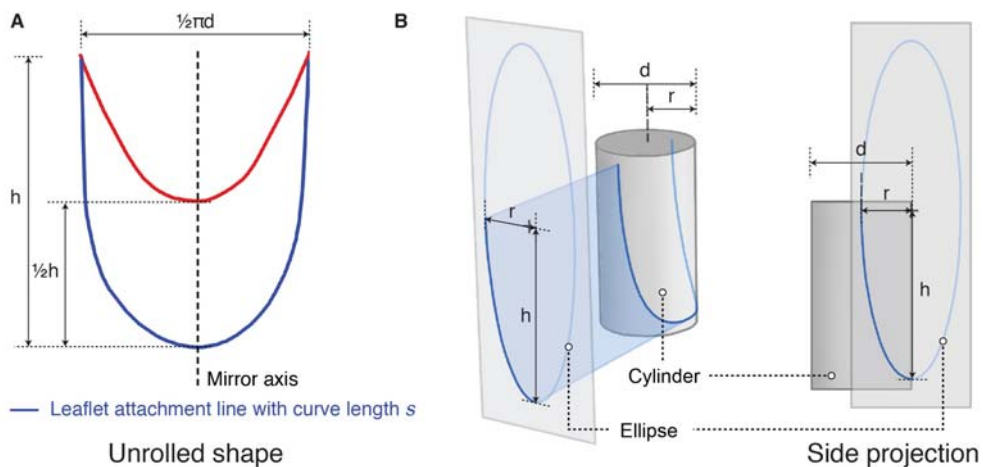 A
½πd
h
½h
Mirror axis
Leaflet attachment line with curve length s
Unrolled shape
B
d
r
r
h
d
r
h
Cylinder
Ellipse
Side projection